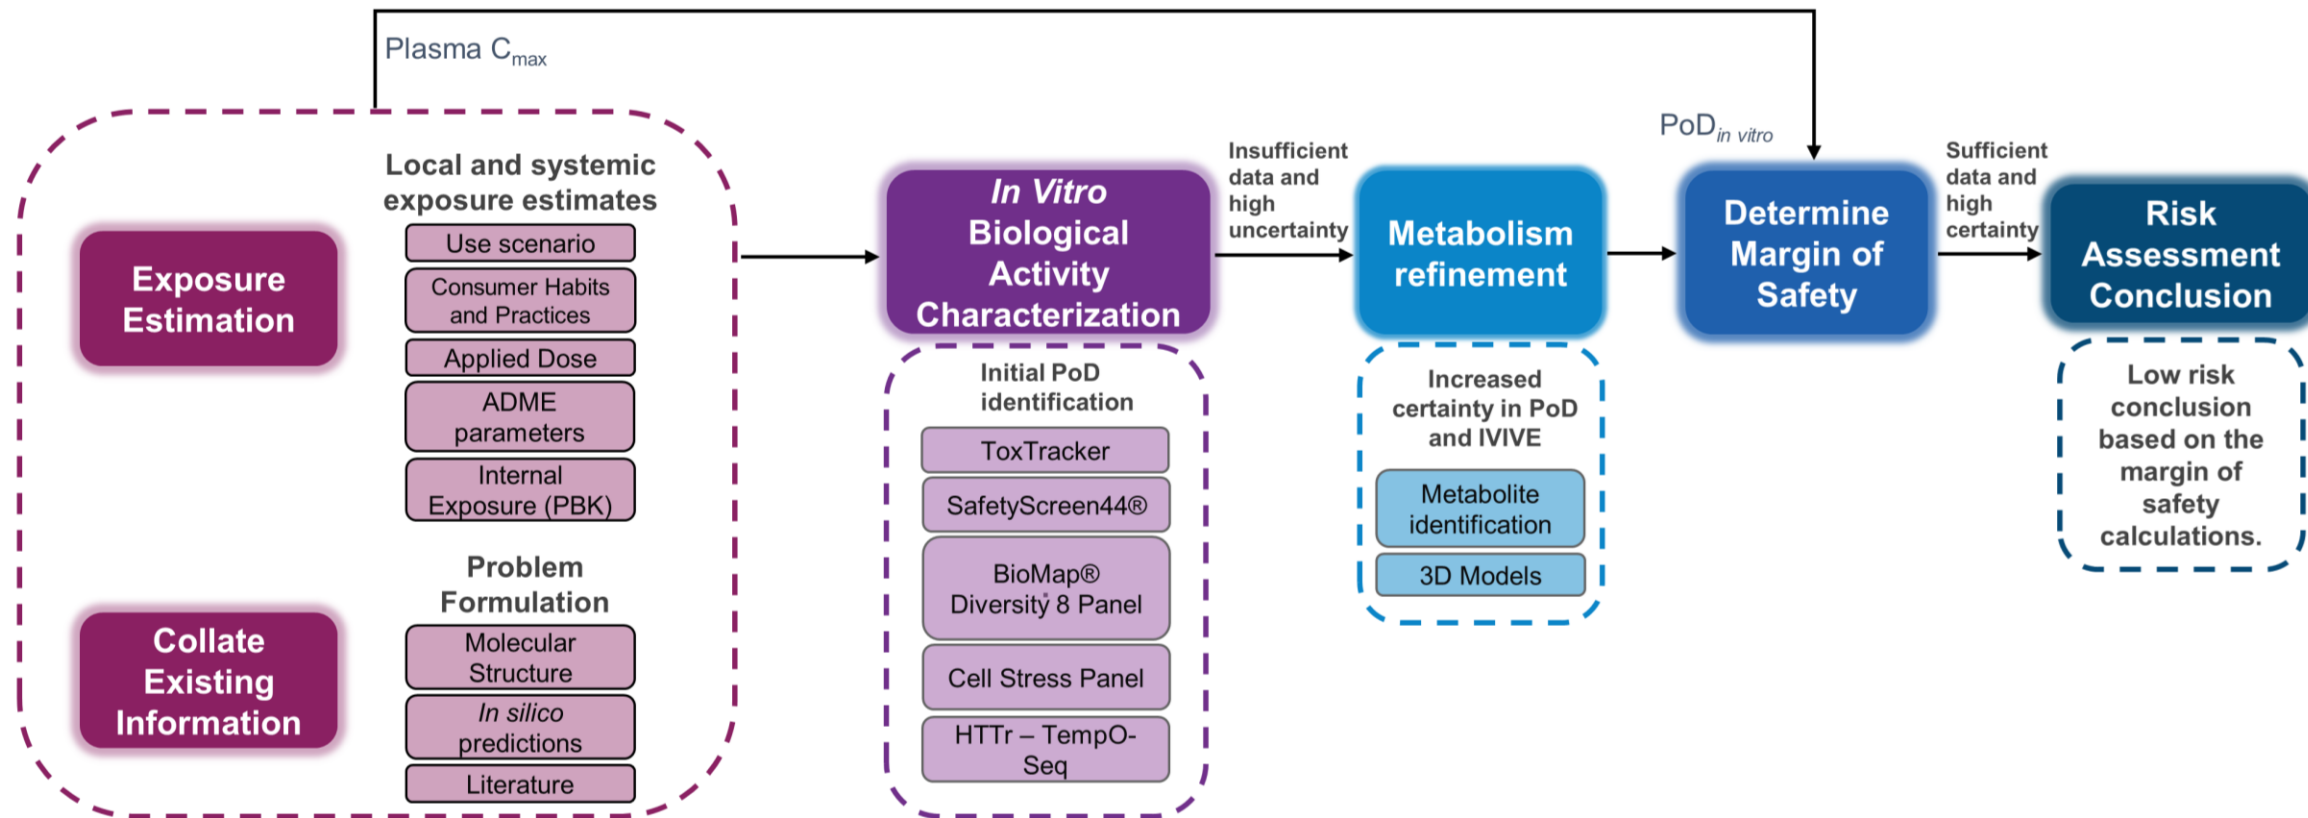 Plasma Cmax
Exposure
Estimation
Local and systemic
exposure estimates
Use scenario
Consumer Habits
and Practices
Applied Dose
ADME
parameters
Internal
Exposure (PBK)
Collate
Existing
Information
Problem
Formulation
Molecular
Structure
In silico
predictions
Literature
In Vitro
Biological
Activity
Characterization
Initial PoD
identification
ToxTracker
SafetyScreen44®
BioMap®
Diversity 8 Panel
Cell Stress Panel
HTTr – TempO-
Seq
Insufficient
data and
high
uncertainty
Metabolism
refinement
Increased
certainty in PoD
and IVIVE
Metabolite
identification
3D Models
PoDin vitro
Determine
Margin of
Safety
Sufficient
data and
high
certainty
Risk
Assessment
Conclusion
Low risk
conclusion
based on the
margin of
safety
calculations.